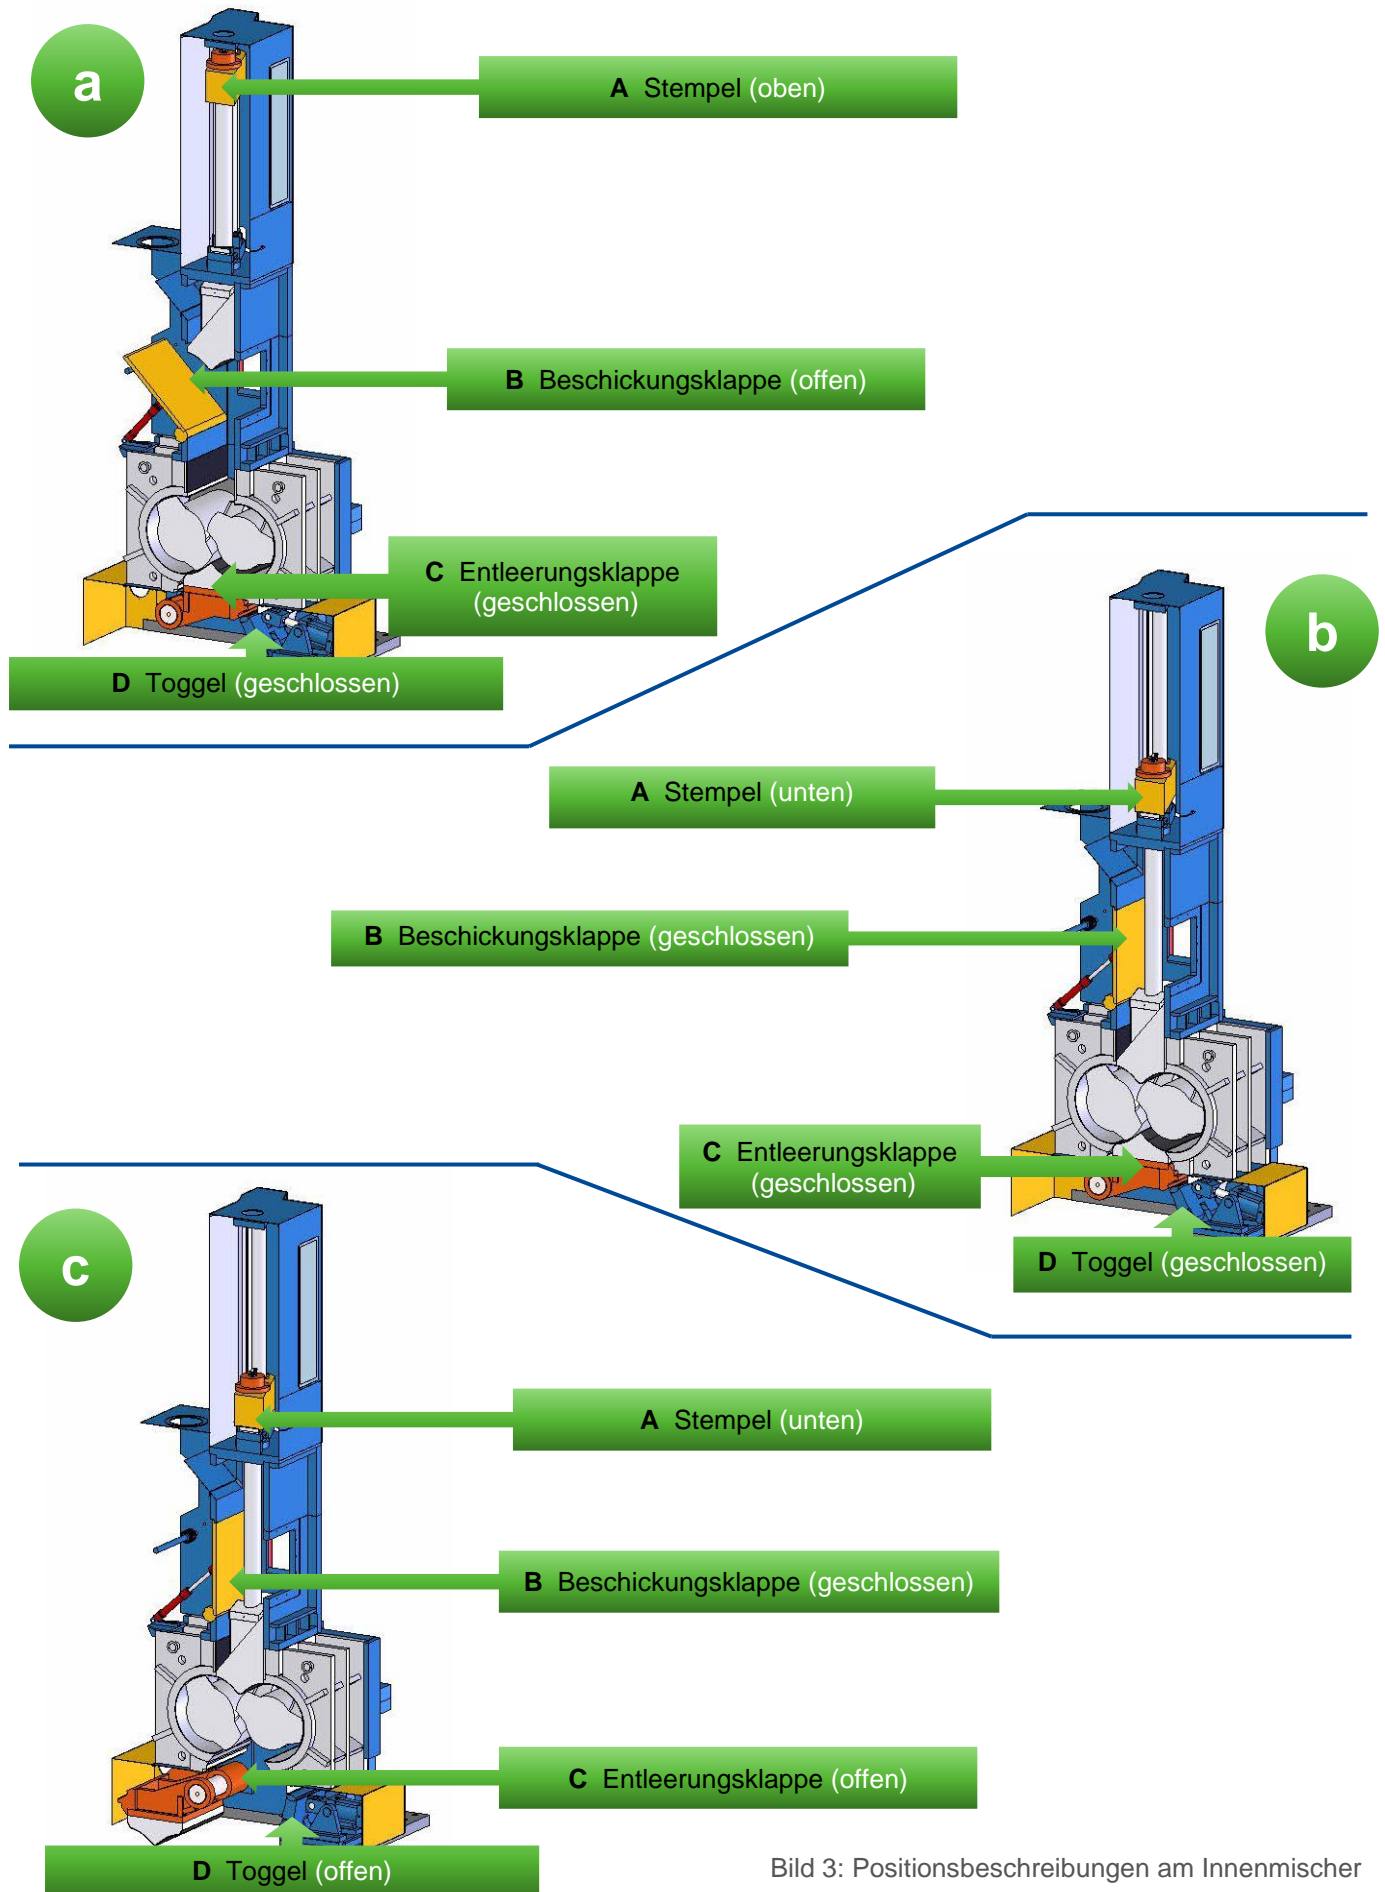 a
A Stempel (oben)
B Beschickungsklappe (offen)
C Entleerungsklappe
(geschlossen)
D Toggel (geschlossen)
b
A Stempel (unten)
B Beschickungsklappe (geschlossen)
C Entleerungsklappe
(geschlossen)
D Toggel (geschlossen)
c
A Stempel (unten)
B Beschickungsklappe (geschlossen)
C Entleerungsklappe (offen)
D Toggel (offen)
Bild 3: Positionsbeschreibungen am Innenmischer